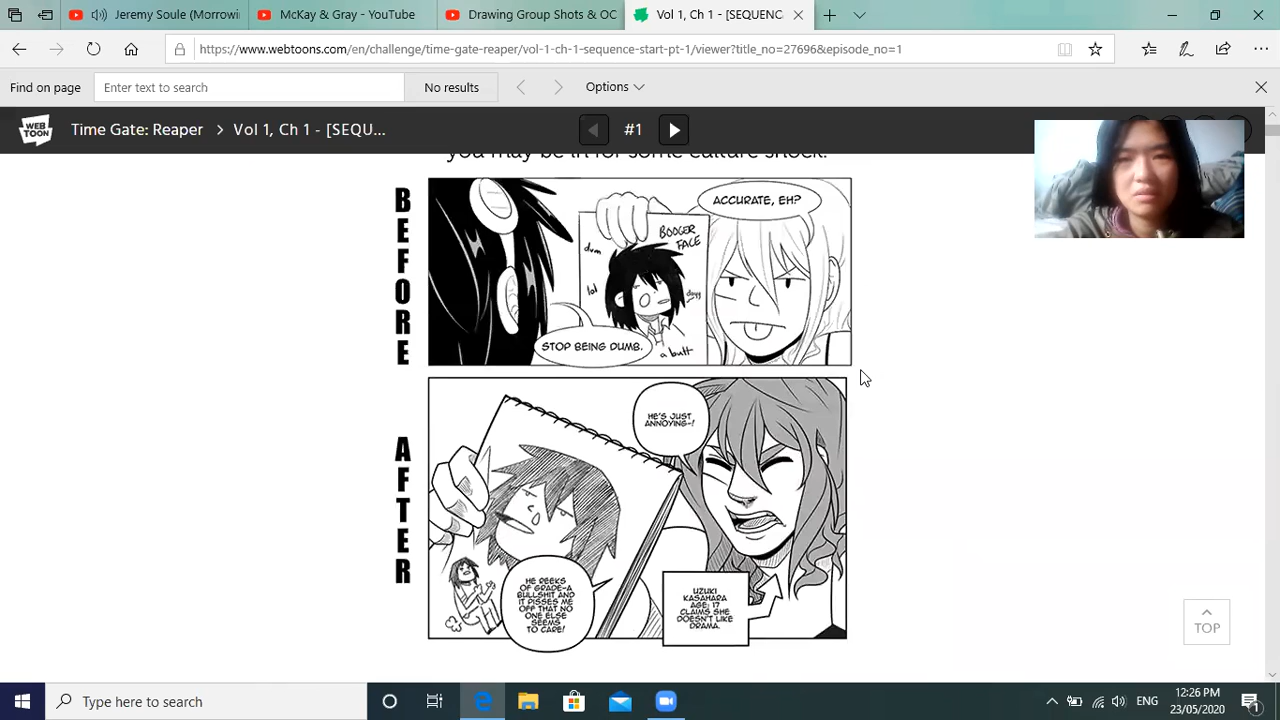 Jeremy Soule (Morrowi
McKay & Gray - YouTube
Drawing Group Shots & OC
Vol 1, Ch 1 - [SEQUENC
https://www.webtoons.com/en/challenge/time-gate-reaper/vol-1-ch-1-sequence-start-pt-1/viewer?title_no=27696&episode_no=1
Find on page
Enter text to search
No results
Options
WEB
TOON
Time Gate: Reaper
Vol 1, Ch 1 - [SEQU...
#1
you may be in for some culture shock.
BEFORE
ACCURATE, EH?
BOOGER
FACE
dum
lol
a butt
STOP BEING DUMB.
AFTER
HE'S JUST
ANNOYING-!
HE REEKS
OF GRADE-A
BULLSHIT AND
IT PISSES ME
OFF THAT NO
ONE ELSE
SEEMS
TO CARE!
UZUKI
KASAHARA
AGE: 17
CLAIMS SHE
DOESN'T LIKE
DRAMA.
TOP
Type here to search
ENG
12:26 PM
23/05/2020
1